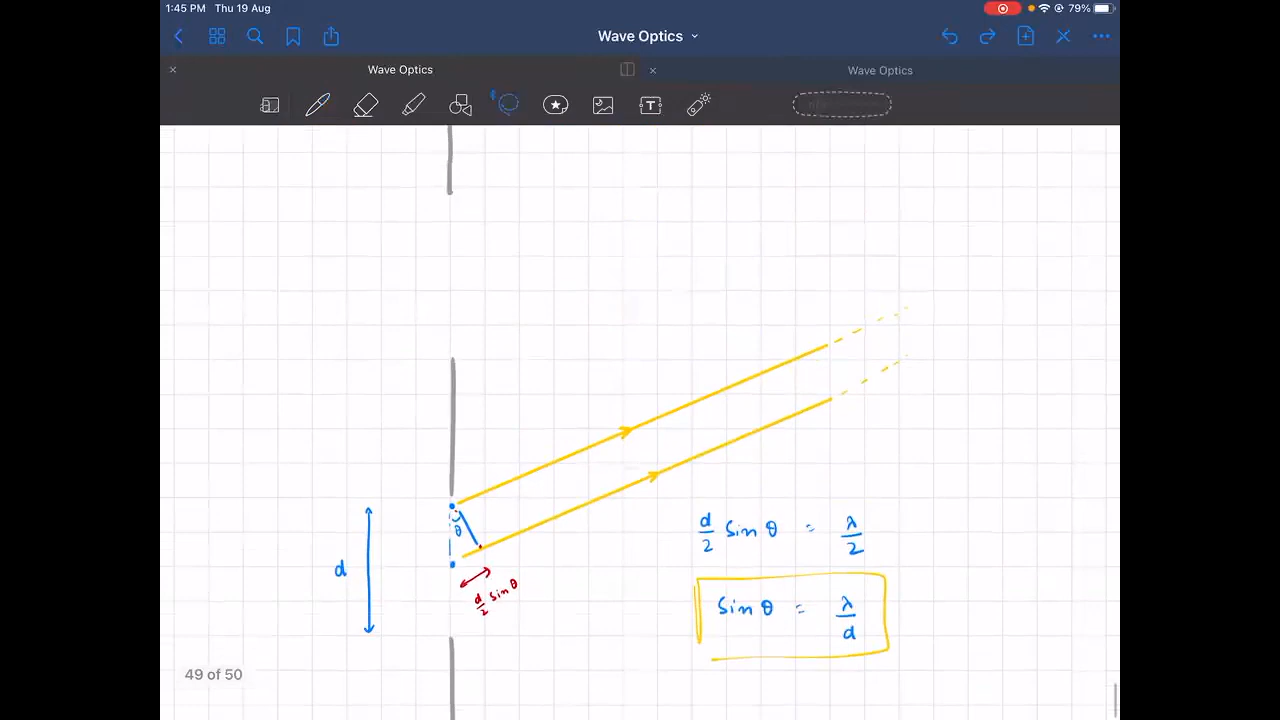 1:45 PM Thu 19 Aug
79%
Wave Optics
Wave Optics
Wave Optics
d
θ
d/2 sin θ
d/2 Sin θ = λ/2
Sin θ = λ/d
49 of 50